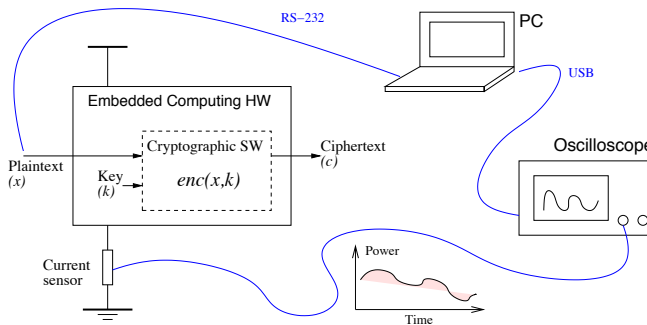 RS−232
PC
USB
Embedded Computing HW
Oscilloscope
Cryptographic SW
Plaintext
(x)
Key
(k)
enc(x,k)
Ciphertext
(c)
Current
sensor
Power
Time